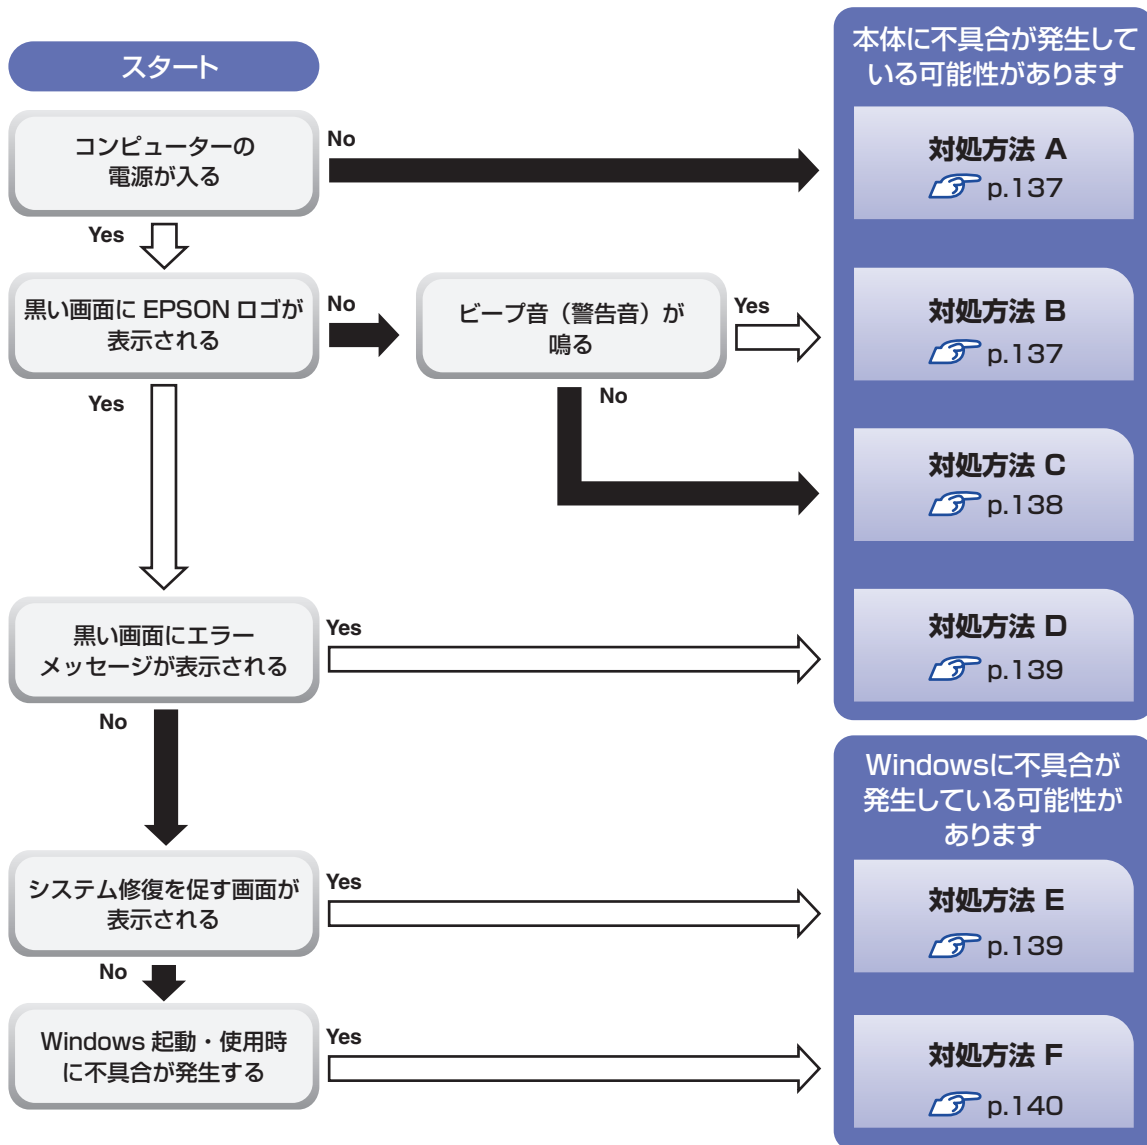 スタート
コンピューターの
電源が入る
No
Yes
黒い画面に EPSON ロゴが
表示される
No
ビープ音（警告音）が
鳴る
Yes
No
Yes
黒い画面にエラー
メッセージが表示される
Yes
No
システム修復を促す画面が
表示される
Yes
No
Windows 起動・使用時
に不具合が発生する
Yes
本体に不具合が発生して
いる可能性があります
対処方法 A
p.137
対処方法 B
p.137
対処方法 C
p.138
対処方法 D
p.139
Windowsに不具合が
発生している可能性が
あります
対処方法 E
p.139
対処方法 F
p.140